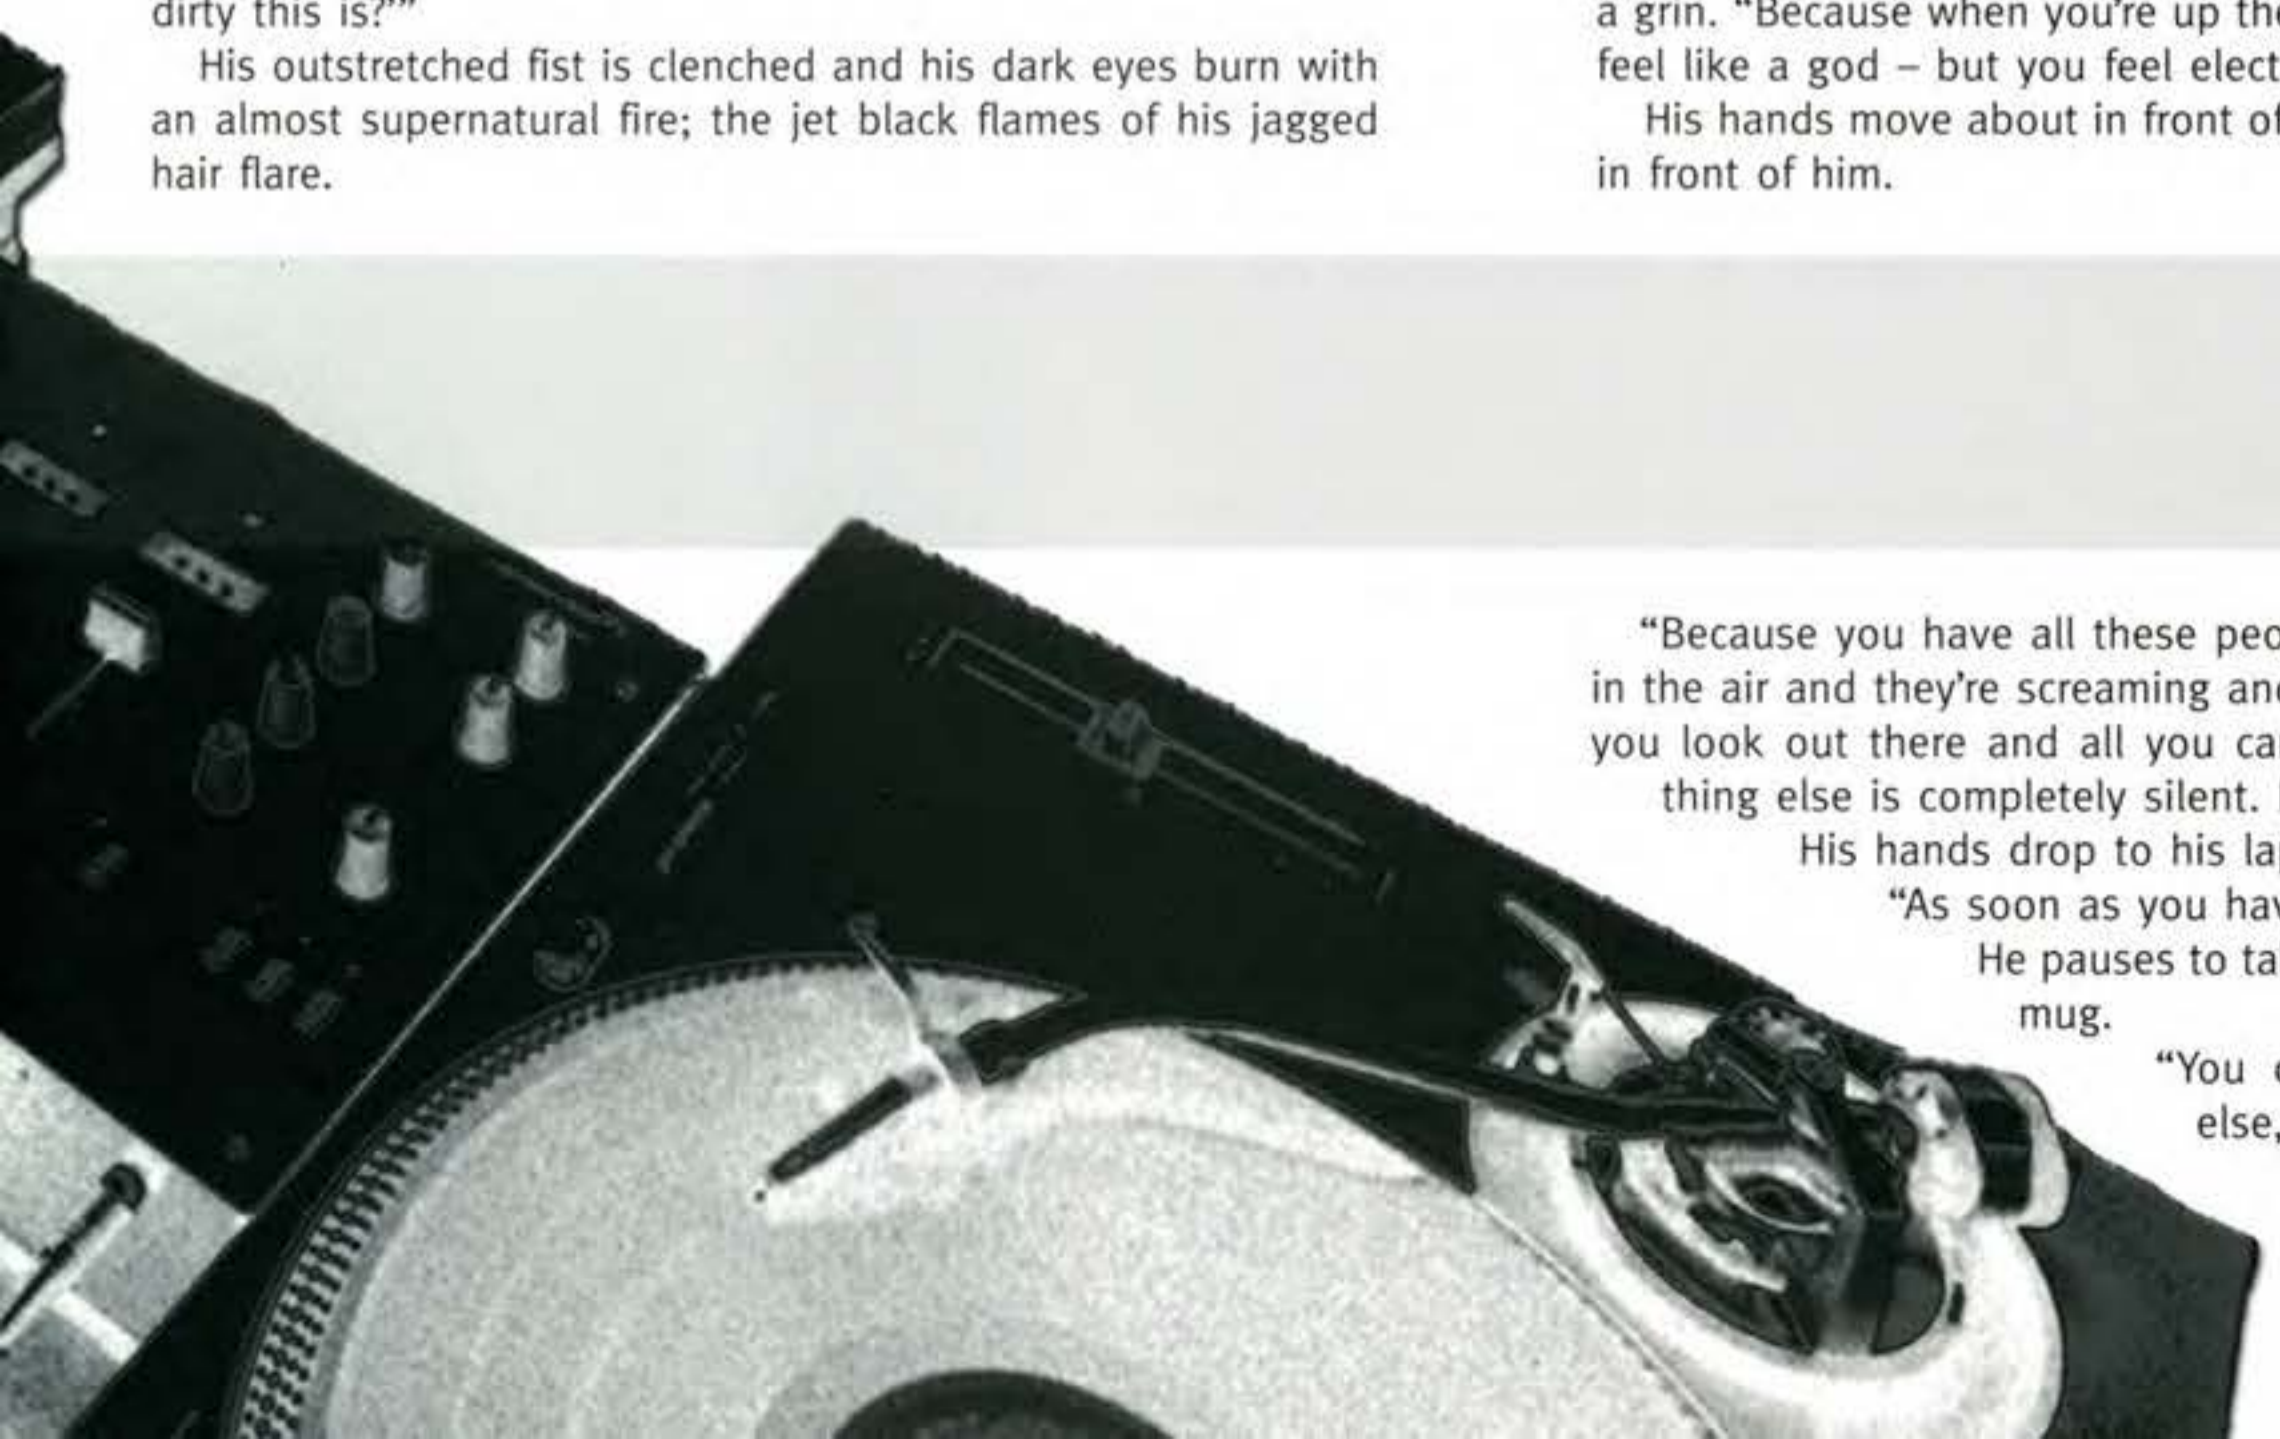 dirty this is?'”
His outstretched fist is clenched and his dark eyes burn with
an almost supernatural fire; the jet black flames of his jagged
hair flare.
a grin. “Because when you're up the
feel like a god – but you feel elect
His hands move about in front of
in front of him.
“Because you have all these peo
in the air and they're screaming and
you look out there and all you ca
thing else is completely silent.
His hands drop to his la
“As soon as you hav
He pauses to ta
mug.
“You
else,